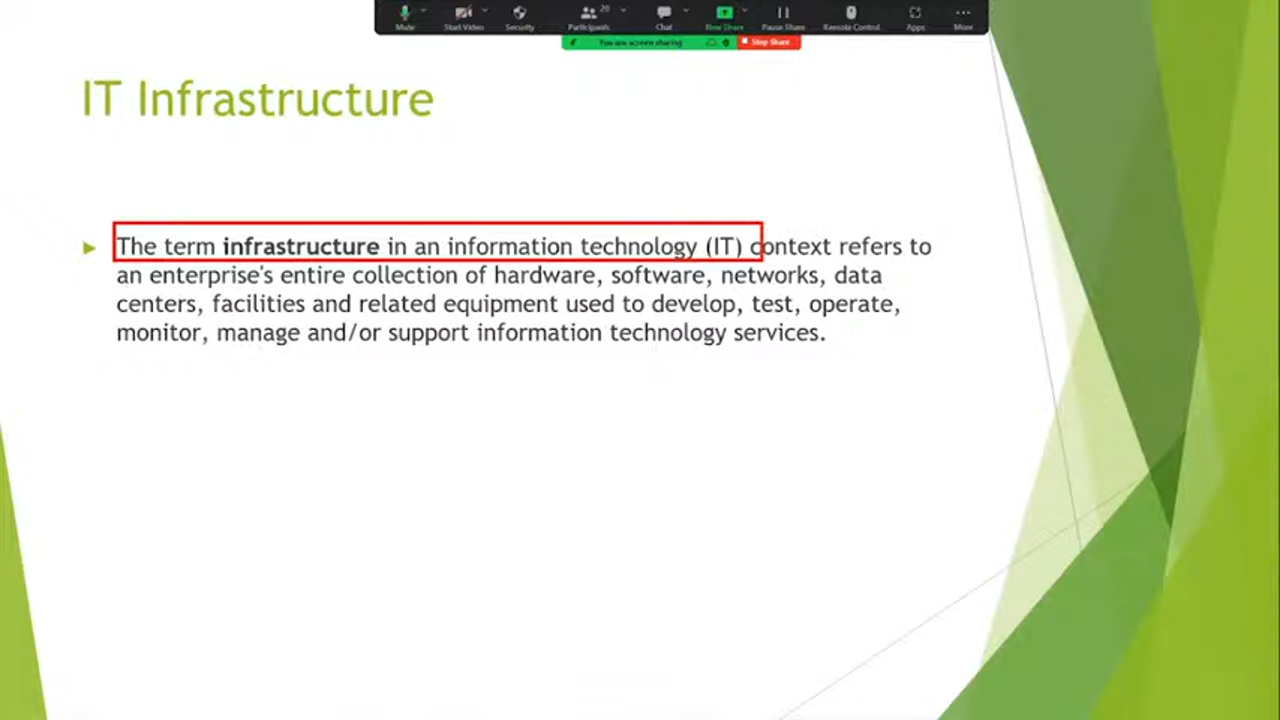 Mute
Start Video
Security
Participants
20
Chat
New Share
Pause Share
Remote Control
Apps
More
You are screen sharing
Stop Share
IT Infrastructure
The term infrastructure in an information technology (IT) context refers to
an enterprise's entire collection of hardware, software, networks, data
centers, facilities and related equipment used to develop, test, operate,
monitor, manage and/or support information technology services.